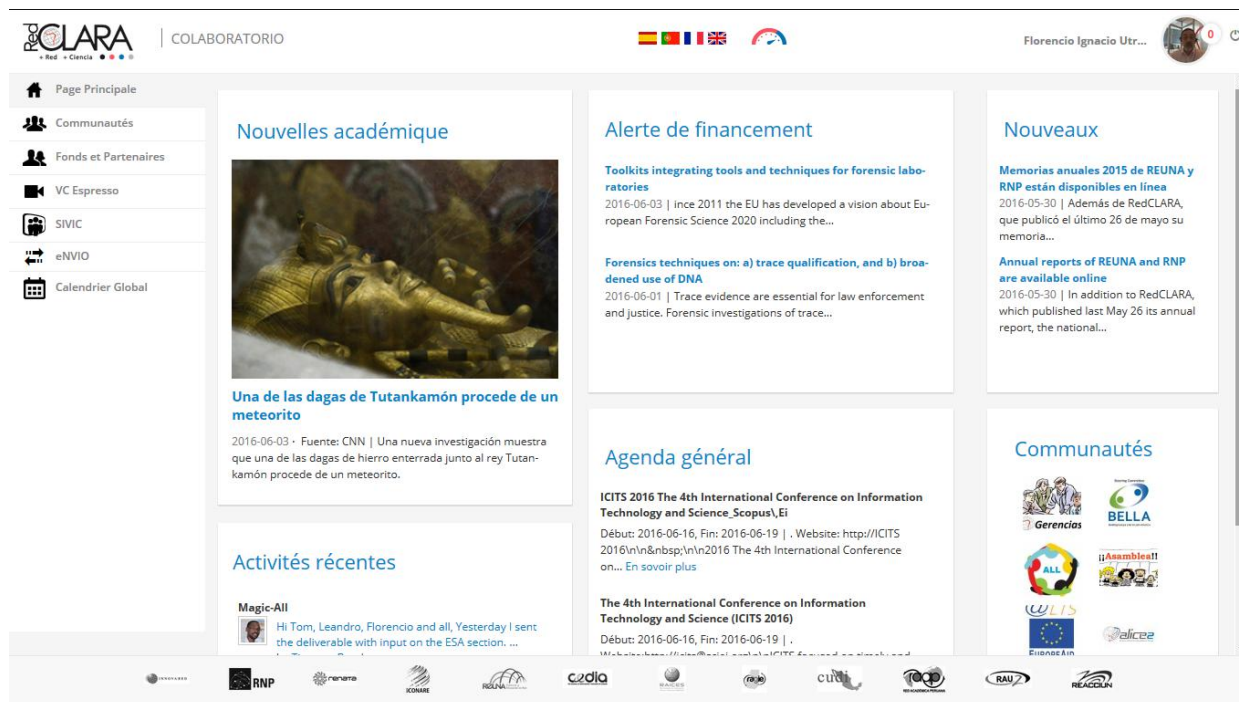 Red
CLARA
+ Red + Ciencia
COLABORATORIO
Florencio Ignacio Utr...
0
Page Principale
Communautés
Fonds et Partenaires
VC Espresso
SIVIC
eNVIO
Calendrier Global
Nouvelles académique
Una de las dagas de Tutankamón procede de un
meteorito
2016-06-03 · Fuente: CNN | Una nueva investigación muestra
que una de las dagas de hierro enterrada junto al rey Tutan-
kamón procede de un meteorito.
Activités récentes
Magic-All
Hi Tom, Leandro, Florencio and all, Yesterday I sent
the deliverable with input on the ESA section. ...
Alerte de financement
Toolkits integrating tools and techniques for forensic labo-
ratories
2016-06-03 | ince 2011 the EU has developed a vision about Eu-
ropean Forensic Science 2020 including the...
Forensics techniques on: a) trace qualification, and b) broa-
dened use of DNA
2016-06-01 | Trace evidence are essential for law enforcement
and justice. Forensic investigations of trace...
Agenda général
ICITS 2016 The 4th International Conference on Information
Technology and Science_Scopus\,Ei
Début: 2016-06-16, Fin: 2016-06-19 | . Website: http://ICITS
2016\n\n&nbsp;\n\n2016 The 4th International Conference
on... En savoir plus
The 4th International Conference on Information
Technology and Science (ICITS 2016)
Début: 2016-06-16, Fin: 2016-06-19 | .
Nouveaux
Memorias anuales 2015 de REUNA y
RNP están disponibles en línea
2016-05-30 | Además de RedCLARA,
que publicó el último 26 de mayo su
memoria...
Annual reports of REUNA and RNP
are available online
2016-05-30 | In addition to RedCLARA,
which published last May 26 its annual
report, the national...
Communautés
Gerencias
BELLA
ALL
¡¡Asamblea!!
EUROPEAID
alice2
RNP
renata
ICONARE
REUNA
cedia
RAICES
ragie
cudi
raap
RED ACADÉMICA PERUANA
RAU2
REACCIUN